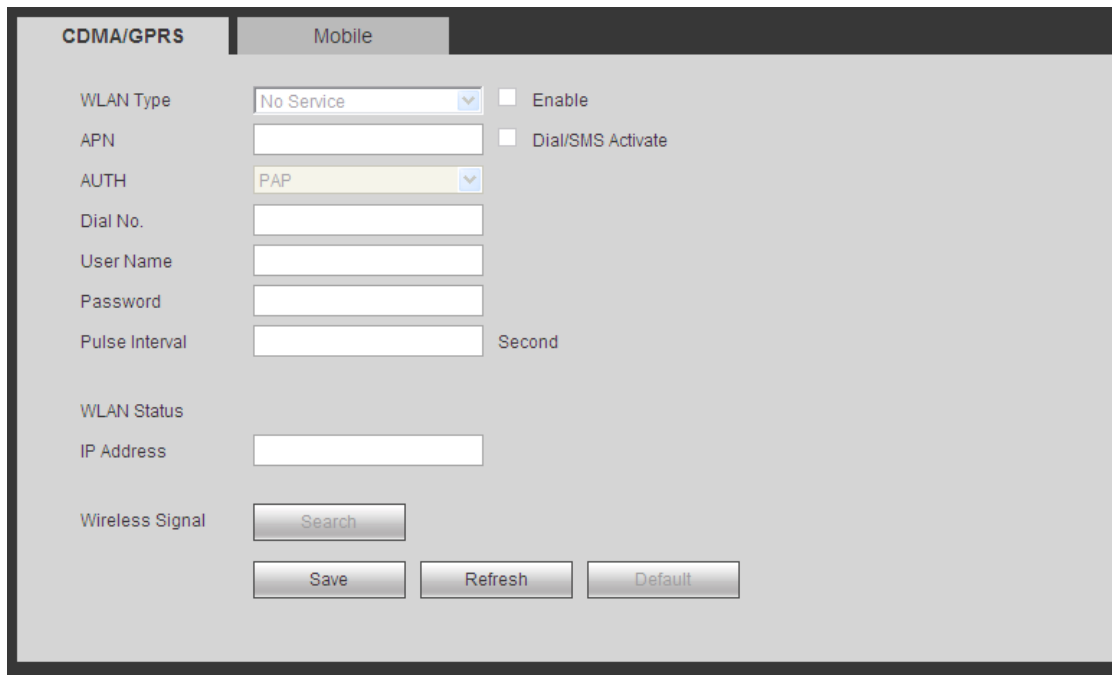 CDMA/GPRS Mobile
WLAN Type No Service Enable
APN Dial/SMS Activate
AUTH PAP
Dial No.
User Name
Password
Pulse Interval Second
WLAN Status
IP Address
Wireless Signal Search
Save Refresh Default